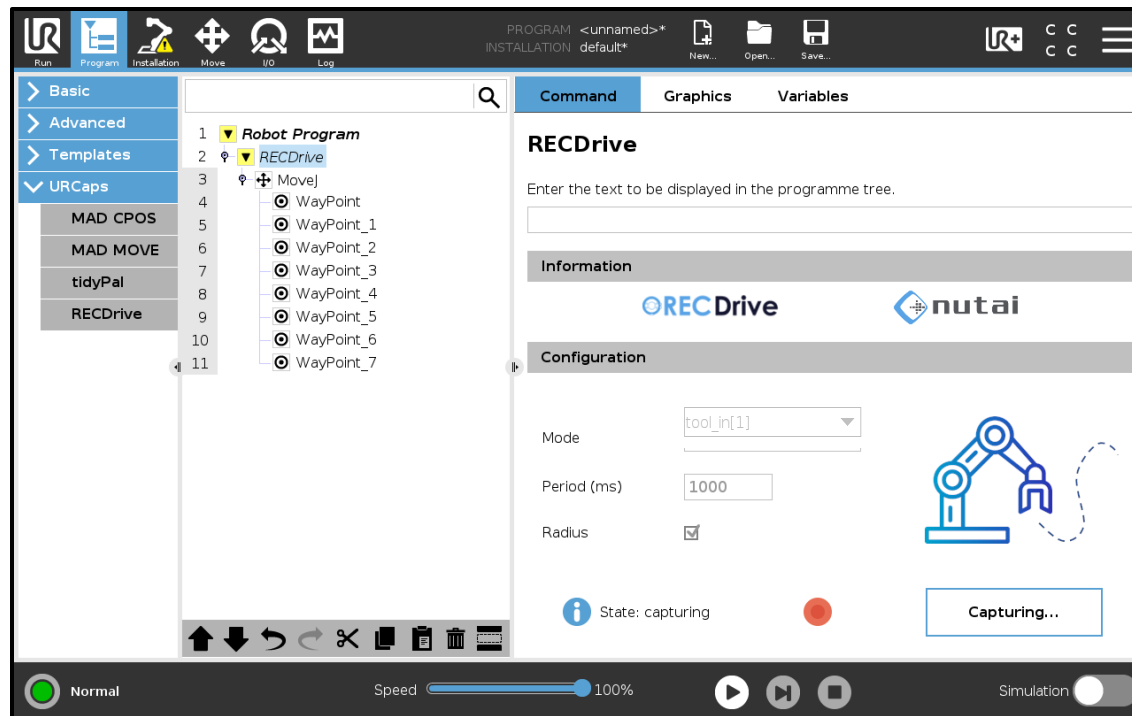 PROGRAM <unnamed>*
INSTALLATION default*
UR
Run
Program
Installation
Move
I/O
Log
New...
Open...
Save...
UR+
C C
C C
Basic
Advanced
Templates
URCaps
MAD CPOS
MAD MOVE
tidyPal
RECDrive
1 Robot Program
2 RECDrive
3 MoveJ
4 WayPoint
5 WayPoint_1
6 WayPoint_2
7 WayPoint_3
8 WayPoint_4
9 WayPoint_5
10 WayPoint_6
11 WayPoint_7
Command Graphics Variables
RECDrive
Enter the text to be displayed in the programme tree.
Information
RECDrive nutai
Configuration
Mode tool_in[1]
Period (ms) 1000
Radius
State: capturing
Capturing...
Normal
Speed 100%
Simulation